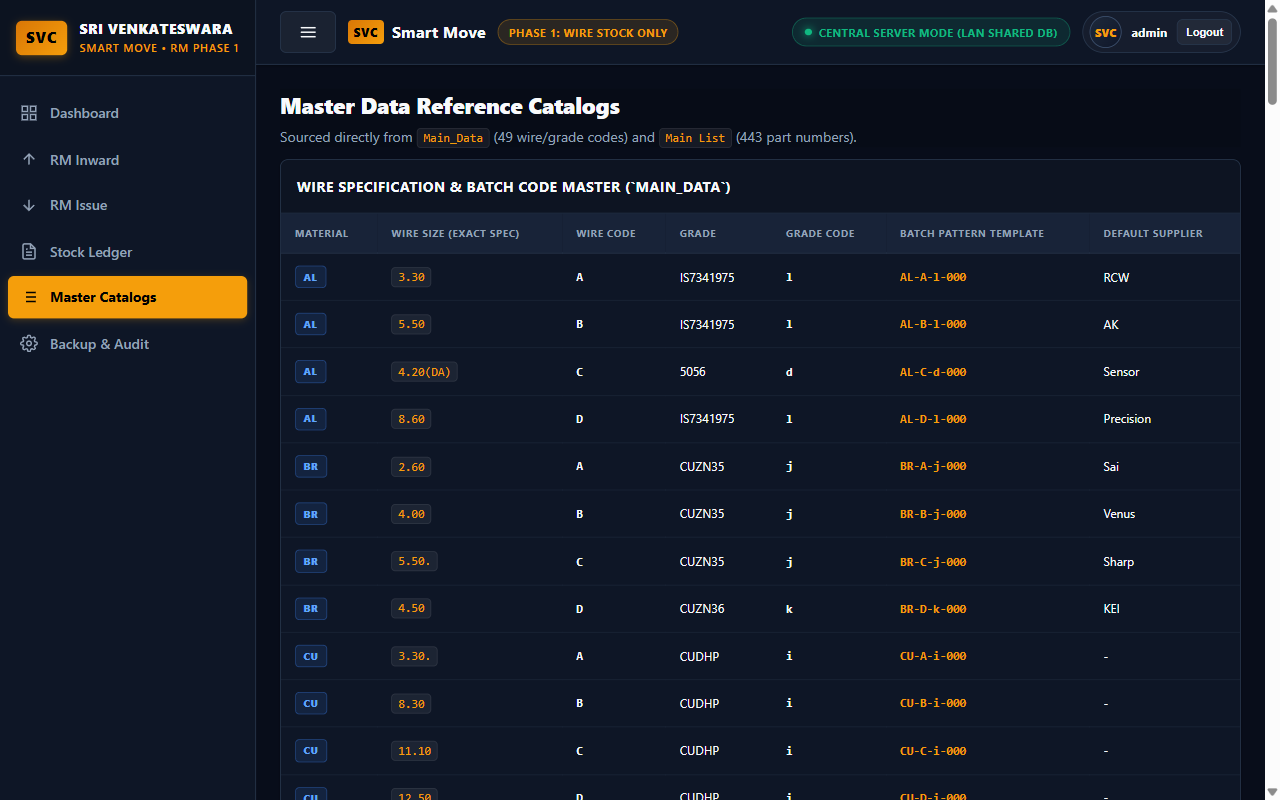 SVC
SRI VENKATESWARA
SMART MOVE • RM PHASE 1
Dashboard
RM Inward
RM Issue
Stock Ledger
Master Catalogs
Backup & Audit
SVC Smart Move PHASE 1: WIRE STOCK ONLY CENTRAL SERVER MODE (LAN SHARED DB) SVC admin Logout
Master Data Reference Catalogs
Sourced directly from Main_Data (49 wire/grade codes) and Main List (443 part numbers).
WIRE SPECIFICATION & BATCH CODE MASTER (`MAIN_DATA`)
MATERIAL WIRE SIZE (EXACT SPEC) WIRE CODE GRADE GRADE CODE BATCH PATTERN TEMPLATE DEFAULT SUPPLIER
AL 3.30 A IS7341975 l AL-A-l-000 RCW
AL 5.50 B IS7341975 l AL-B-l-000 AK
AL 4.20(DA) C 5056 d AL-C-d-000 Sensor
AL 8.60 D IS7341975 l AL-D-l-000 Precision
BR 2.60 A CUZN35 j BR-A-j-000 Sai
BR 4.00 B CUZN35 j BR-B-j-000 Venus
BR 5.50. C CUZN35 j BR-C-j-000 Sharp
BR 4.50 D CUZN36 k BR-D-k-000 KEI
CU 3.30. A CUDHP i CU-A-i-000 -
CU 8.30 B CUDHP i CU-B-i-000 -
CU 11.10 C CUDHP i CU-C-i-000 -
CU 12.50 D CUDHP i CU-D-i-000 -